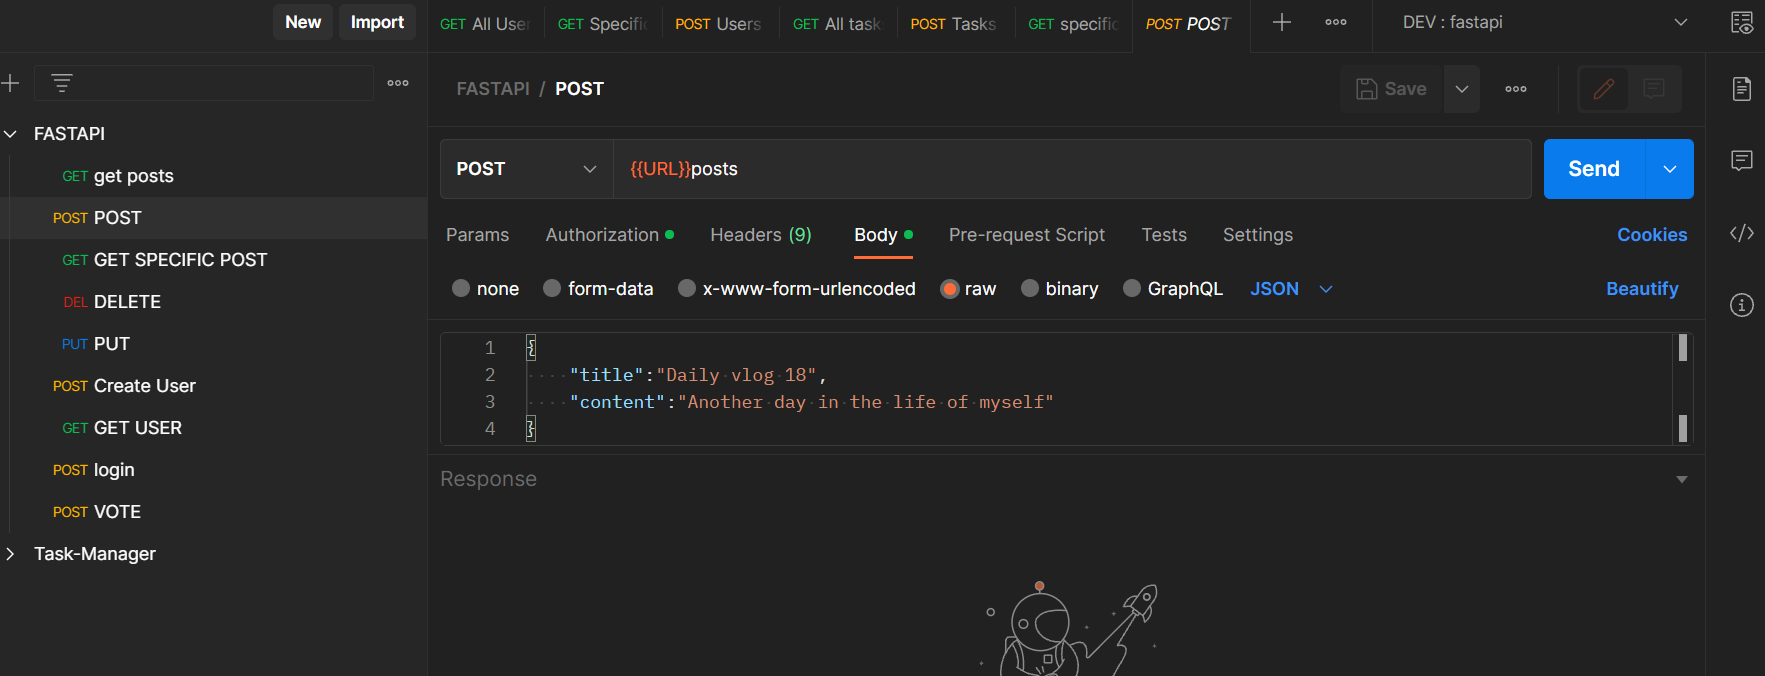 New Import
GET All User GET Specific POST Users GET All task POST Tasks GET specific POST POST
DEV : fastapi
FASTAPI / POST
Save
FASTAPI
GET get posts
POST POST
GET GET SPECIFIC POST
DEL DELETE
PUT PUT
POST Create User
GET GET USER
POST login
POST VOTE
Task-Manager
POST {{URL}}posts Send
Params Authorization Headers (9) Body Pre-request Script Tests Settings Cookies
none form-data x-www-form-urlencoded raw binary GraphQL JSON Beautify
1 {
2 "title":"Daily vlog 18",
3 "content":"Another day in the life of myself"
4 }
Response